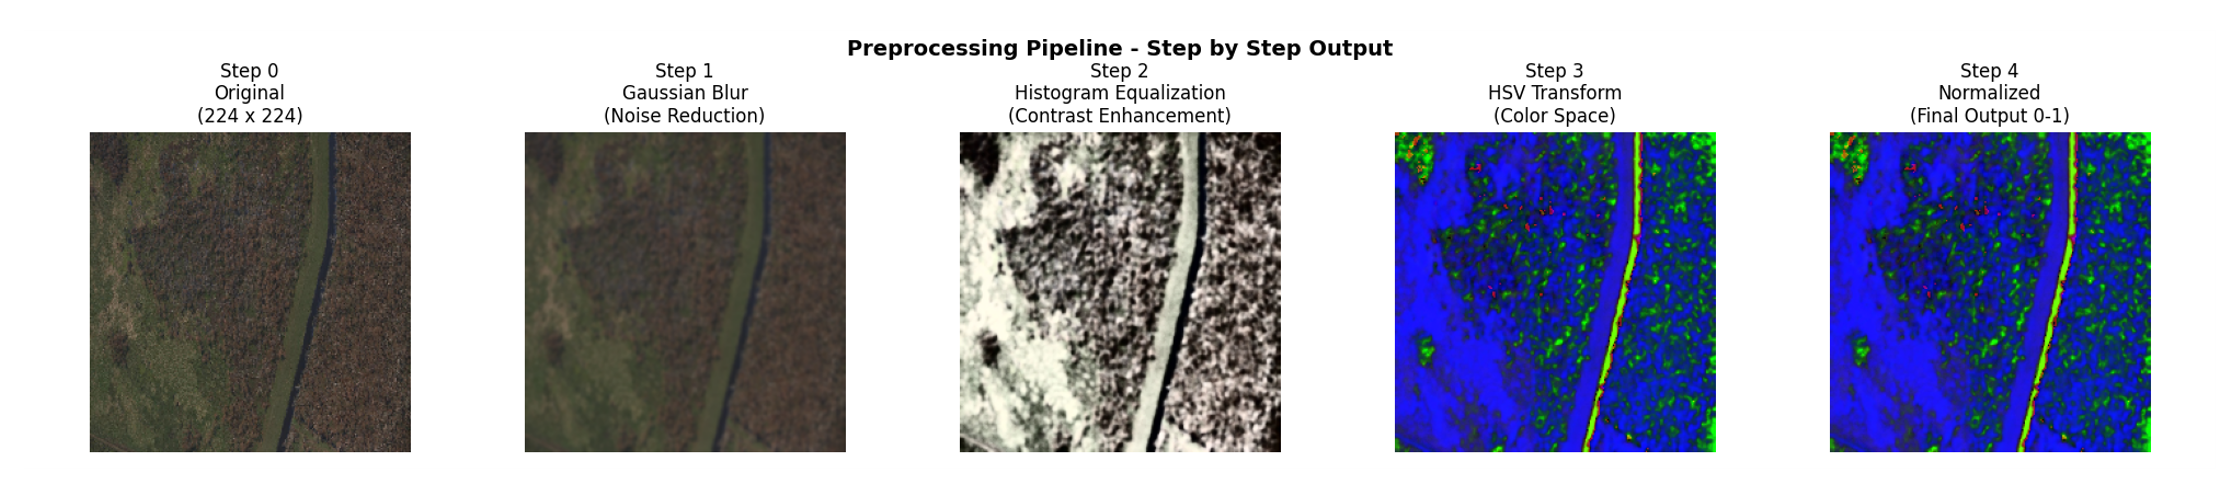 Preprocessing Pipeline - Step by Step Output
Step 0
Original
(224 x 224)
Step 1
Gaussian Blur
(Noise Reduction)
Step 2
Histogram Equalization
(Contrast Enhancement)
Step 3
HSV Transform
(Color Space)
Step 4
Normalized
(Final Output 0-1)